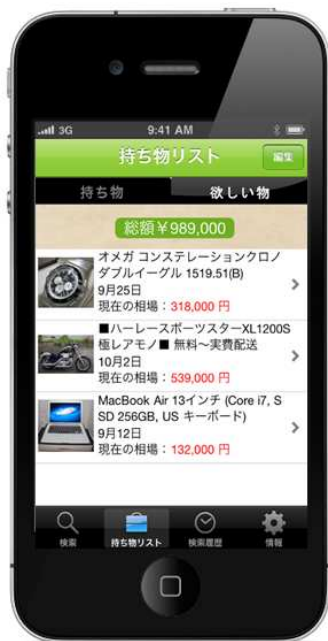 3G 9:41 AM
持ち物リスト 編集
持ち物 欲しい物
総額￥989,000
オメガ コンステレーションクロノ
ダブルイーグル 1519.51(B)
9月25日
現在の相場：318,000 円
■ハーレースポーツスターXL1200S
極レアモノ■ 無料～実費配送
10月2日
現在の相場：539,000 円
MacBook Air 13インチ (Core i7, S
SD 256GB, US キーボード)
9月12日
現在の相場：132,000 円
検索 持ち物リスト 検索履歴 情報